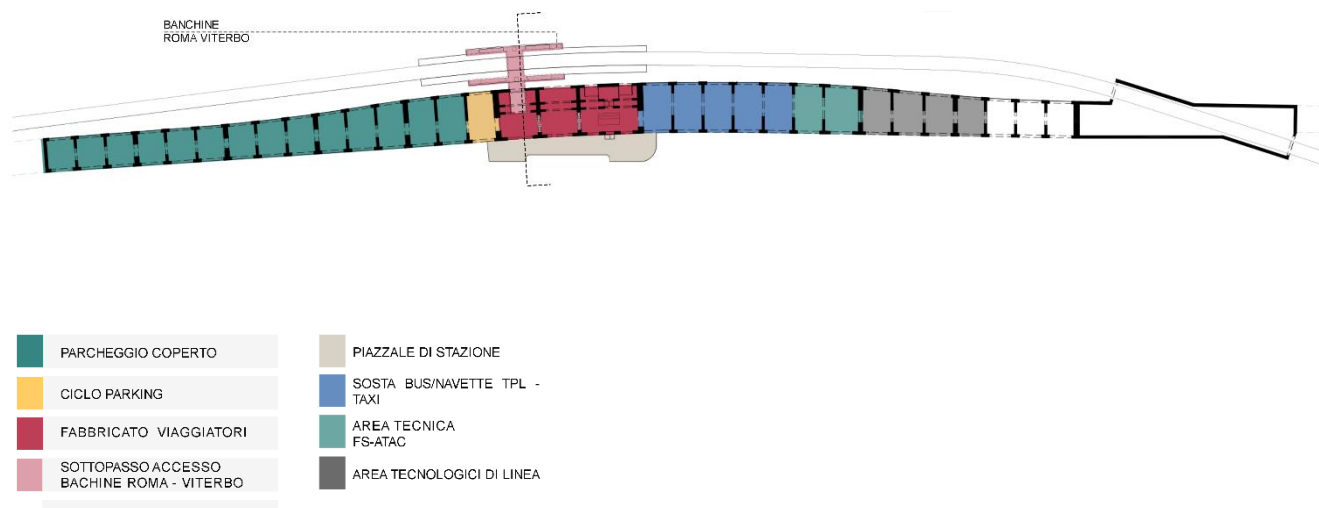 BANCHINE
ROMA VITERBO
PARCHEGGIO COPERTO
CICLO PARKING
FABBRICATO VIAGGIATORI
SOTTOPASSO ACCESSO
BACHINE ROMA - VITERBO
PIAZZALE DI STAZIONE
SOSTA BUS/NAVETTE TPL -
TAXI
AREA TECNICA
FS-ATAC
AREA TECNOLOGICI DI LINEA